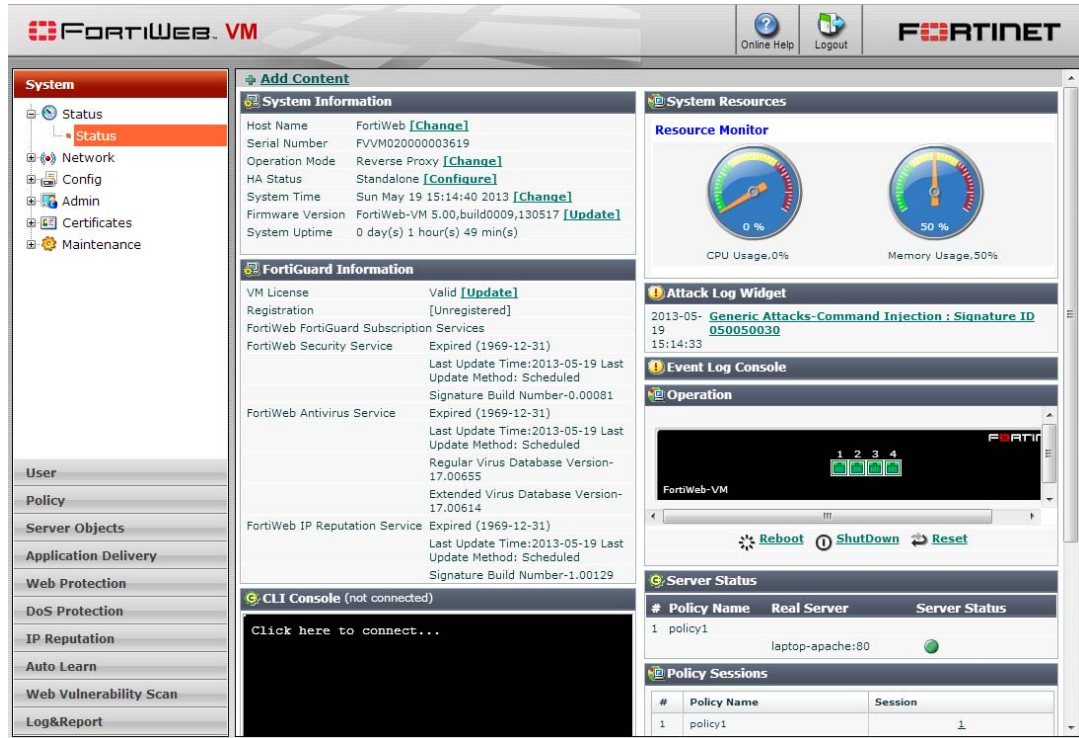 FORTIWEB VM
Online Help
Logout
FORTINET
System
Status
Status
Network
Config
Admin
Certificates
Maintenance
User
Policy
Server Objects
Application Delivery
Web Protection
DoS Protection
IP Reputation
Auto Learn
Web Vulnerability Scan
Log&Report
Add Content
System Information
Host Name FortiWeb [Change]
Serial Number FVVM020000003619
Operation Mode Reverse Proxy [Change]
HA Status Standalone [Configure]
System Time Sun May 19 15:14:40 2013 [Change]
Firmware Version FortiWeb-VM 5.00,build0009,130517 [Update]
System Uptime 0 day(s) 1 hour(s) 49 min(s)
FortiGuard Information
VM License Valid [Update]
Registration [Unregistered]
FortiWeb FortiGuard Subscription Services
FortiWeb Security Service Expired (1969-12-31)
Last Update Time:2013-05-19 Last
Update Method: Scheduled
Signature Build Number-0.00081
FortiWeb Antivirus Service Expired (1969-12-31)
Last Update Time:2013-05-19 Last
Update Method: Scheduled
Regular Virus Database Version-
17.00655
Extended Virus Database Version-
17.00614
FortiWeb IP Reputation Service Expired (1969-12-31)
Last Update Time:2013-05-19 Last
Update Method: Scheduled
Signature Build Number-1.00129
CLI Console (not connected)
Click here to connect...
System Resources
Resource Monitor
0 %
50 %
CPU Usage,0%
Memory Usage,50%
Attack Log Widget
2013-05- Generic Attacks-Command Injection : Signature ID
19 050050030
15:14:33
Event Log Console
Operation
FORTIN
1 2 3 4
FortiWeb-VM
Reboot ShutDown Reset
Server Status
# Policy Name Real Server Server Status
1 policy1
laptop-apache:80
Policy Sessions
# Policy Name Session
1 policy1 1